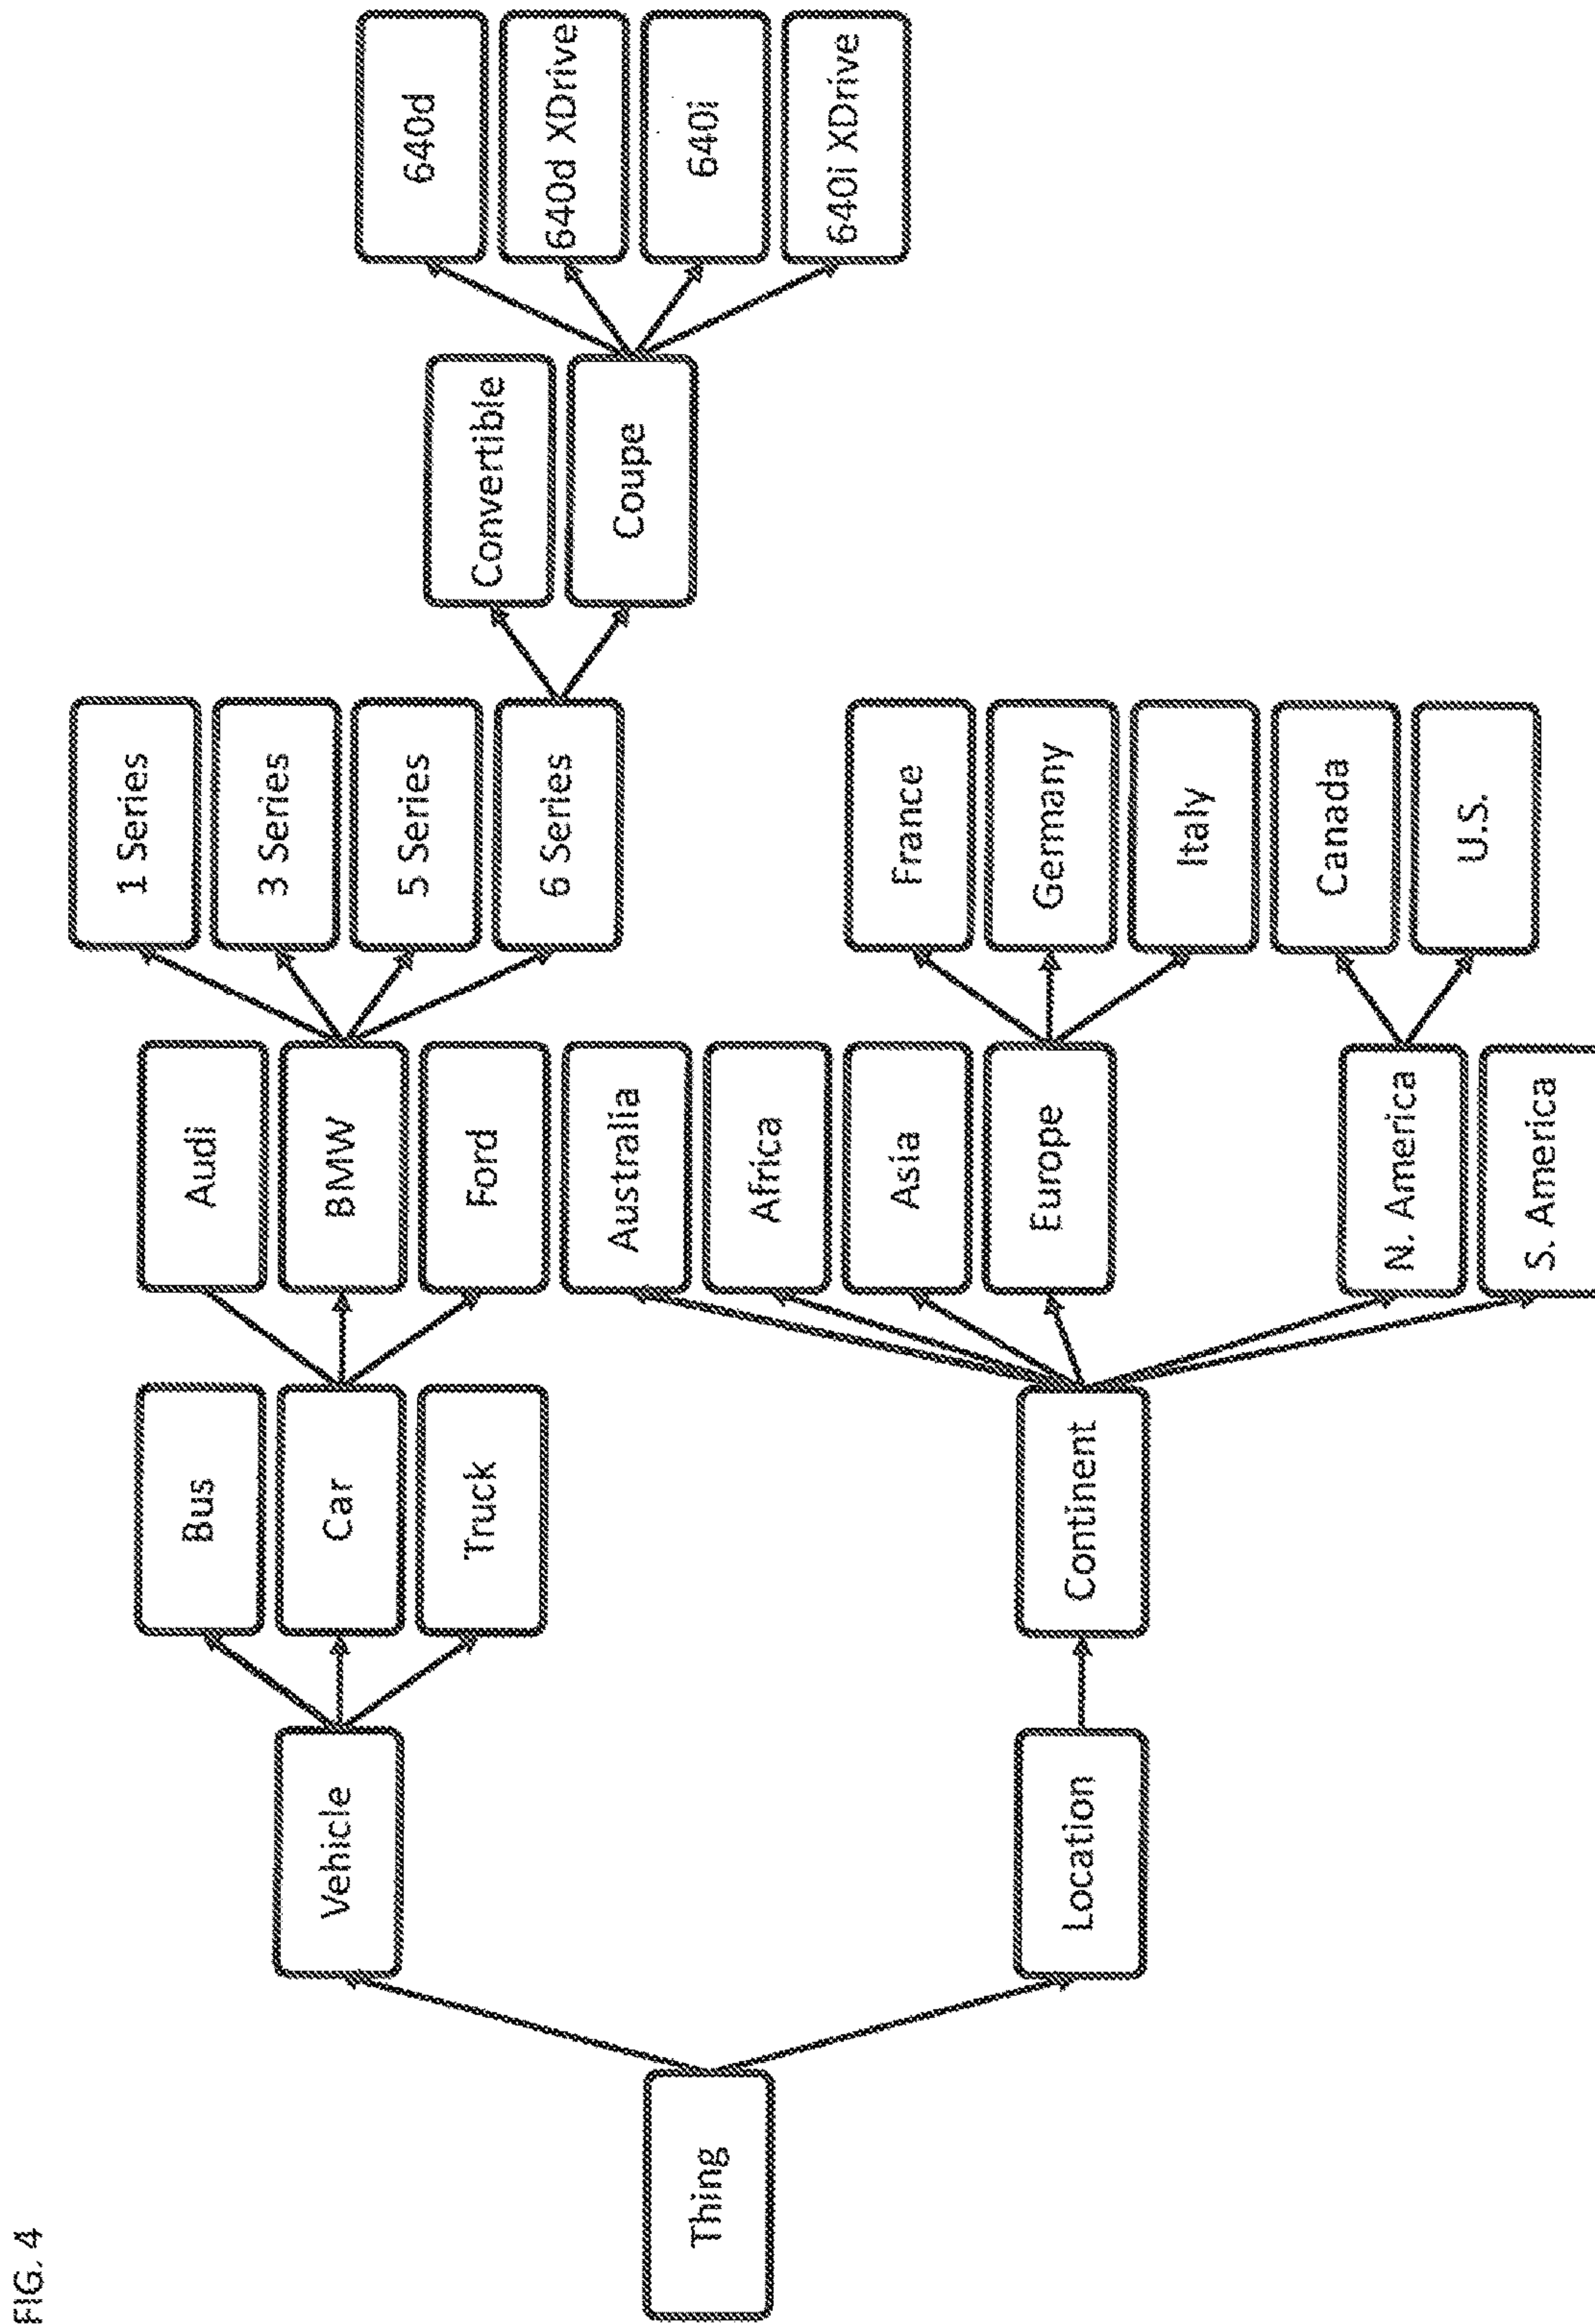 FIG. 4
Thing
Vehicle
Location
Bus
Car
Truck
Continent
Audi
BMW
Ford
Australia
Africa
Asia
Europe
N. America
S. America
1 Series
3 Series
5 Series
6 Series
France
Germany
Italy
Canada
U.S.
Convertible
Coupe
640d
640d XDrive
640i
640i XDrive